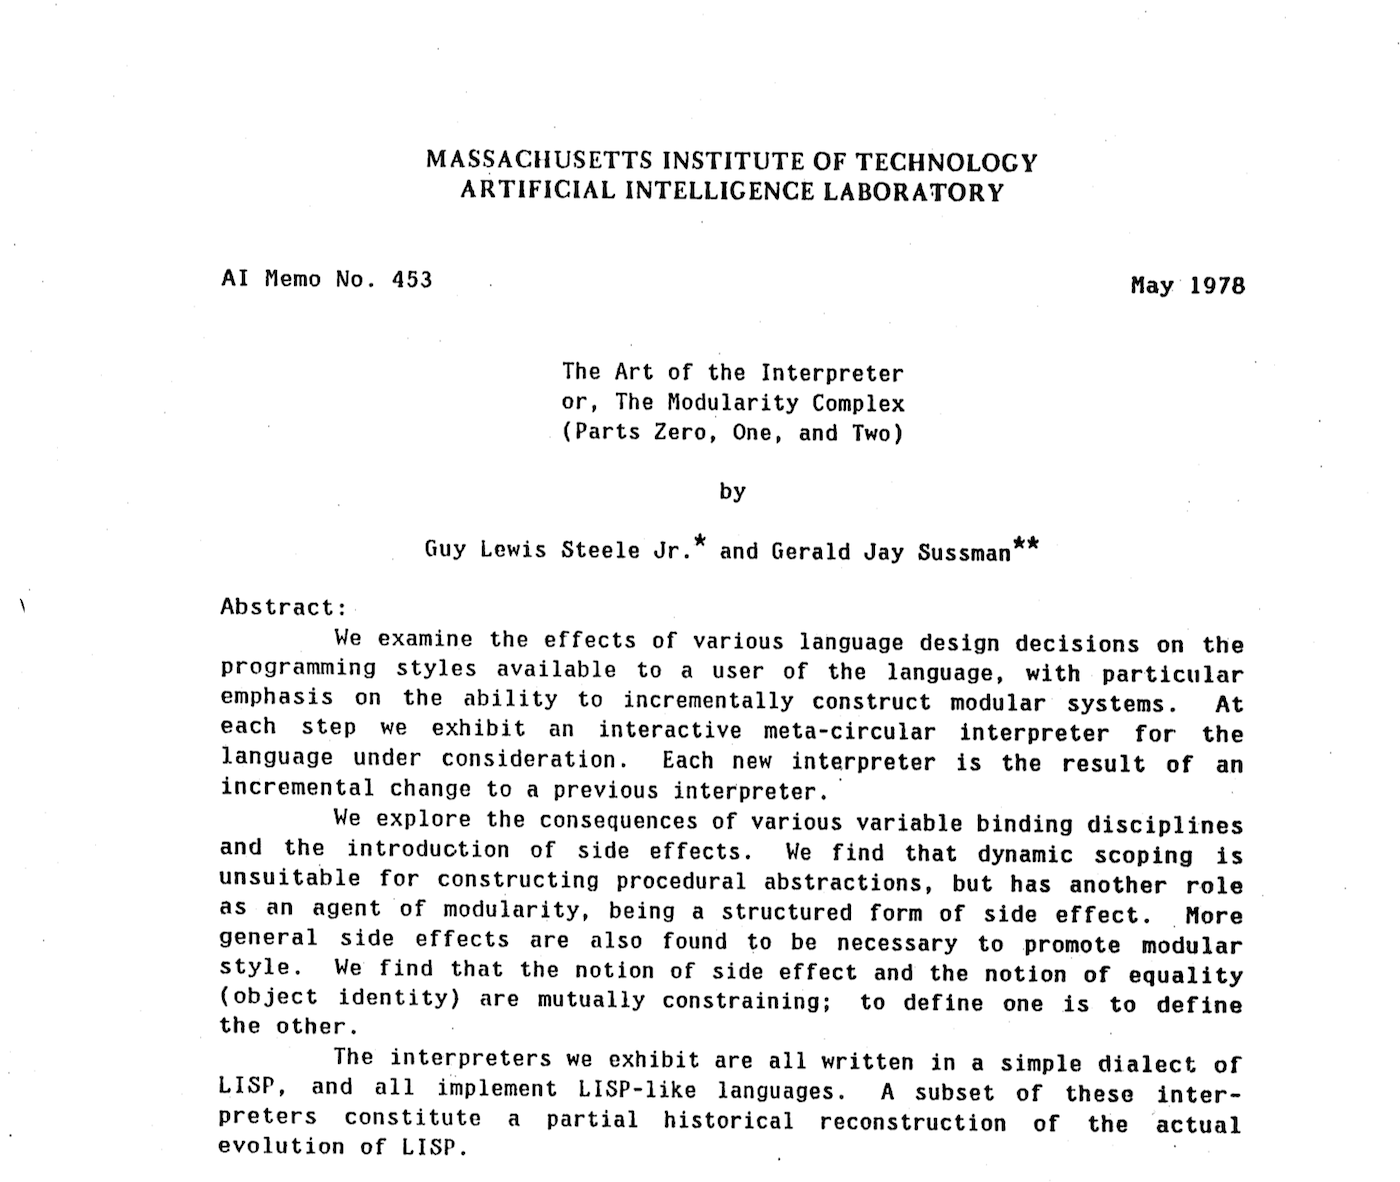 MASSACHUSETTS INSTITUTE OF TECHNOLOGY
ARTIFICIAL INTELLIGENCE LABORATORY
AI Memo No. 453 May 1978
The Art of the Interpreter
or, The Modularity Complex
(Parts Zero, One, and Two)
by
Guy Lewis Steele Jr.* and Gerald Jay Sussman**
Abstract:
We examine the effects of various language design decisions on the
programming styles available to a user of the language, with particular
emphasis on the ability to incrementally construct modular systems. At
each step we exhibit an interactive meta-circular interpreter for the
language under consideration. Each new interpreter is the result of an
incremental change to a previous interpreter.
We explore the consequences of various variable binding disciplines
and the introduction of side effects. We find that dynamic scoping is
unsuitable for constructing procedural abstractions, but has another role
as an agent of modularity, being a structured form of side effect. More
general side effects are also found to be necessary to promote modular
style. We find that the notion of side effect and the notion of equality
(object identity) are mutually constraining; to define one is to define
the other.
The interpreters we exhibit are all written in a simple dialect of
LISP, and all implement LISP-like languages. A subset of these inter-
preters constitute a partial historical reconstruction of the actual
evolution of LISP.